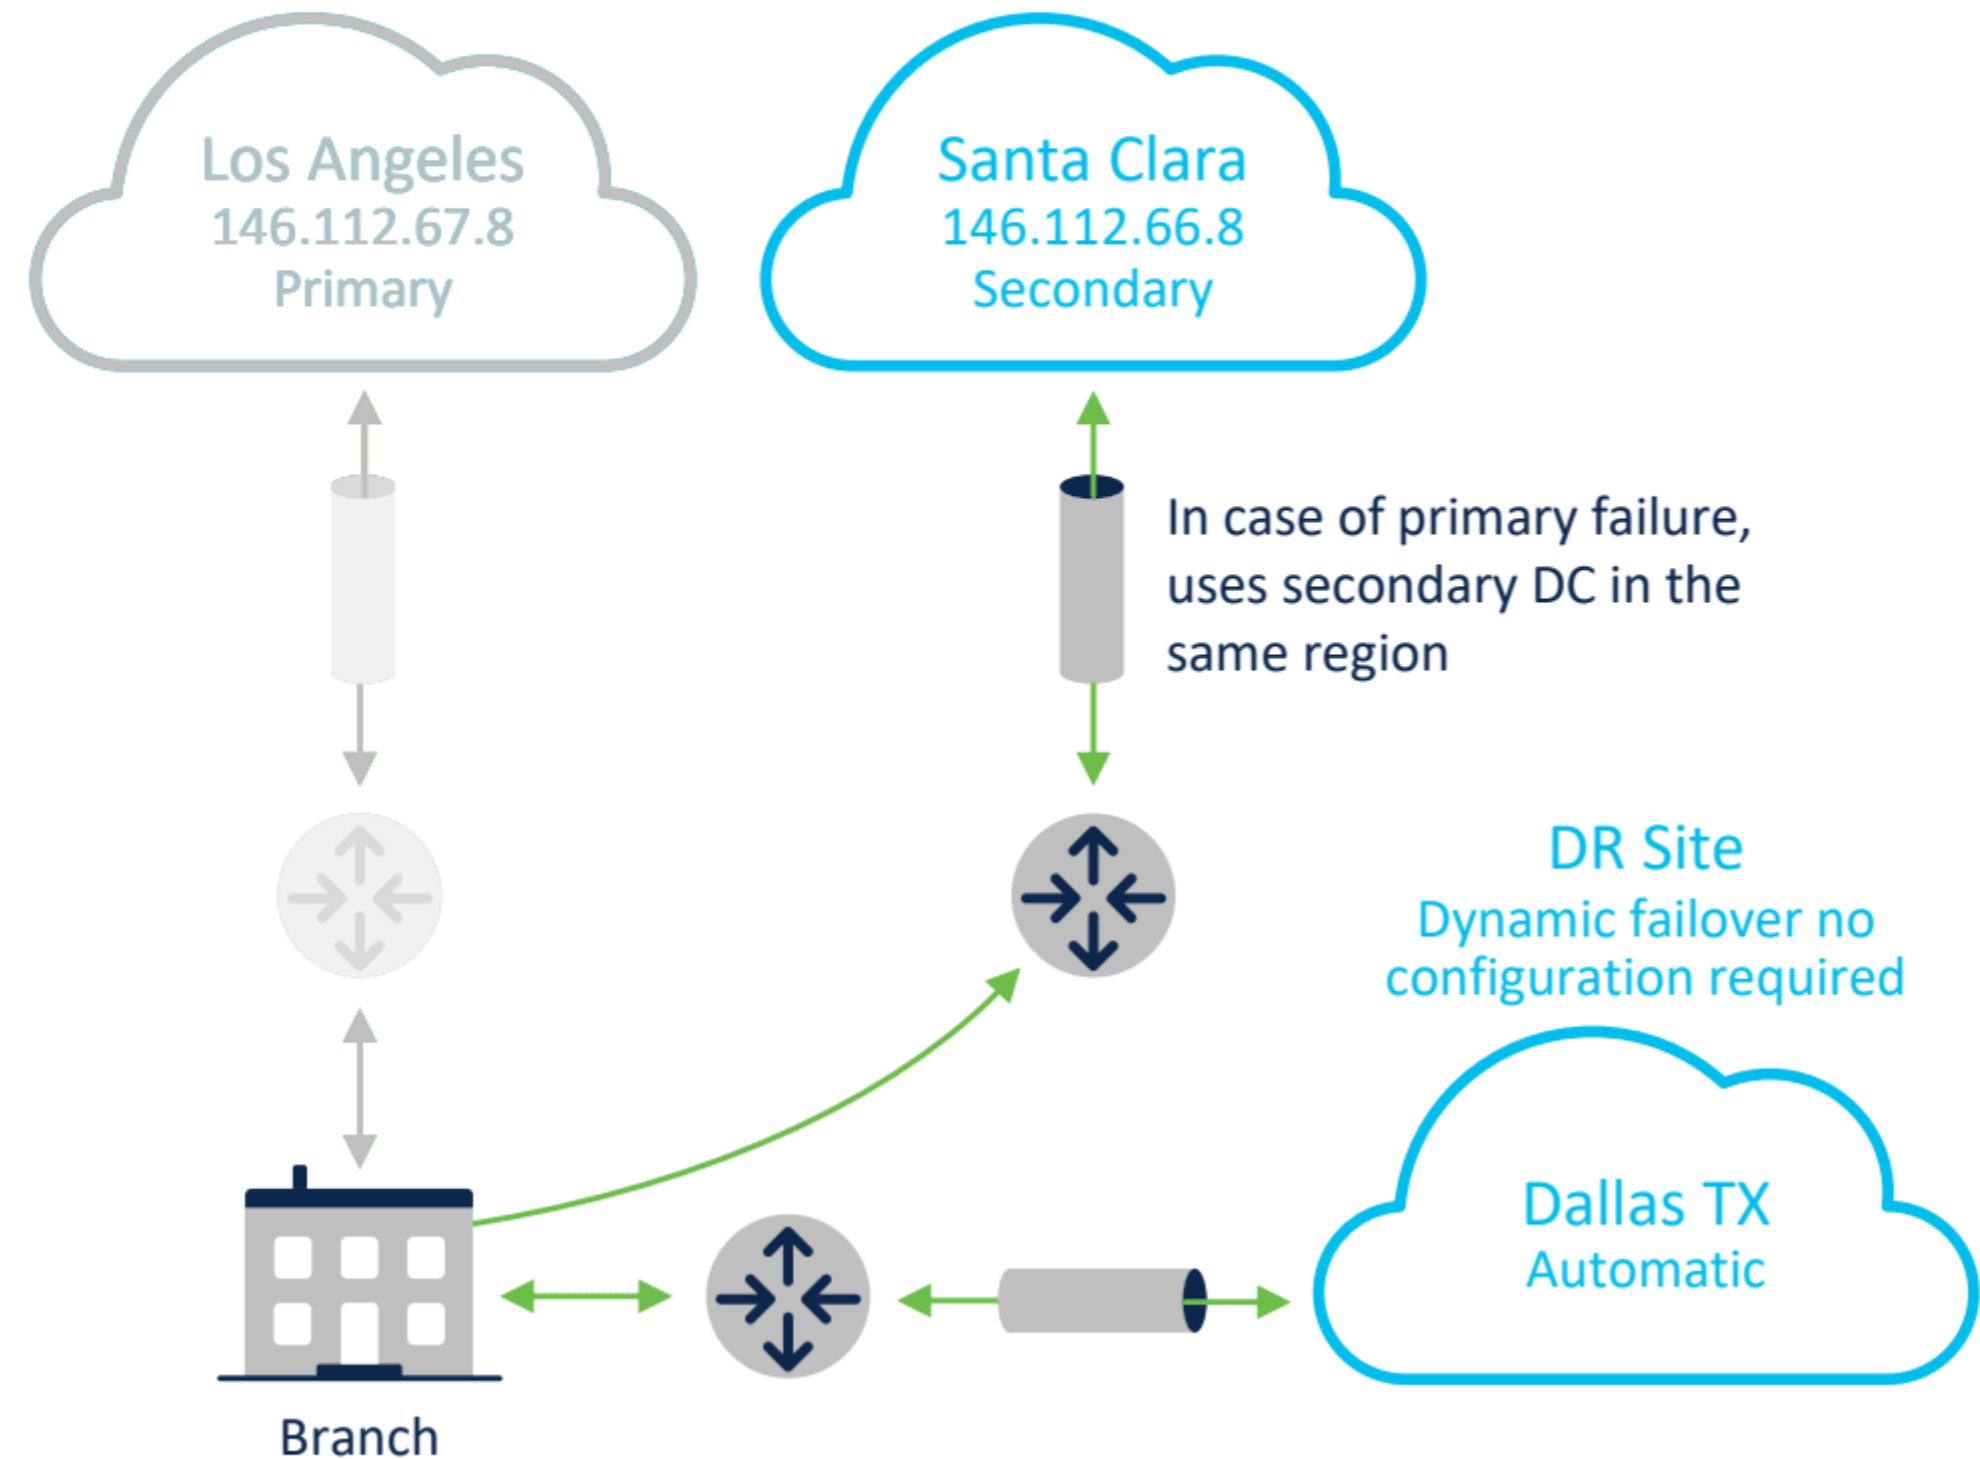 Los Angeles
146.112.67.8
Primary
Santa Clara
146.112.66.8
Secondary
In case of primary failure,
uses secondary DC in the
same region
DR Site
Dynamic failover no
configuration required
Dallas TX
Automatic
Branch